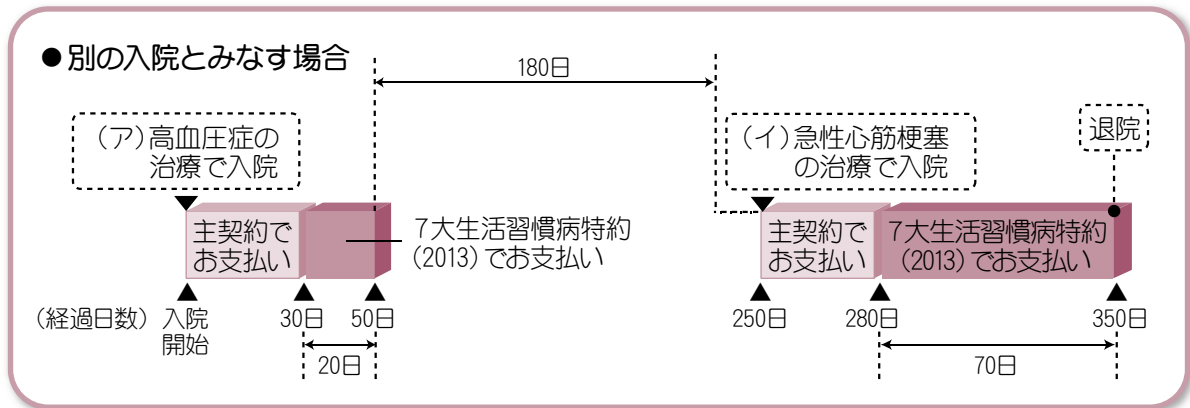 ●別の入院とみなす場合
180日
(ア)高血圧症の
治療で入院
(イ)急性心筋梗塞
の治療で入院
退院
主契約で
お支払い
7大生活習慣病特約
(2013)でお支払い
主契約で
お支払い
7大生活習慣病特約
(2013)でお支払い
(経過日数)
入院
開始
30日
50日
250日
280日
350日
20日
70日